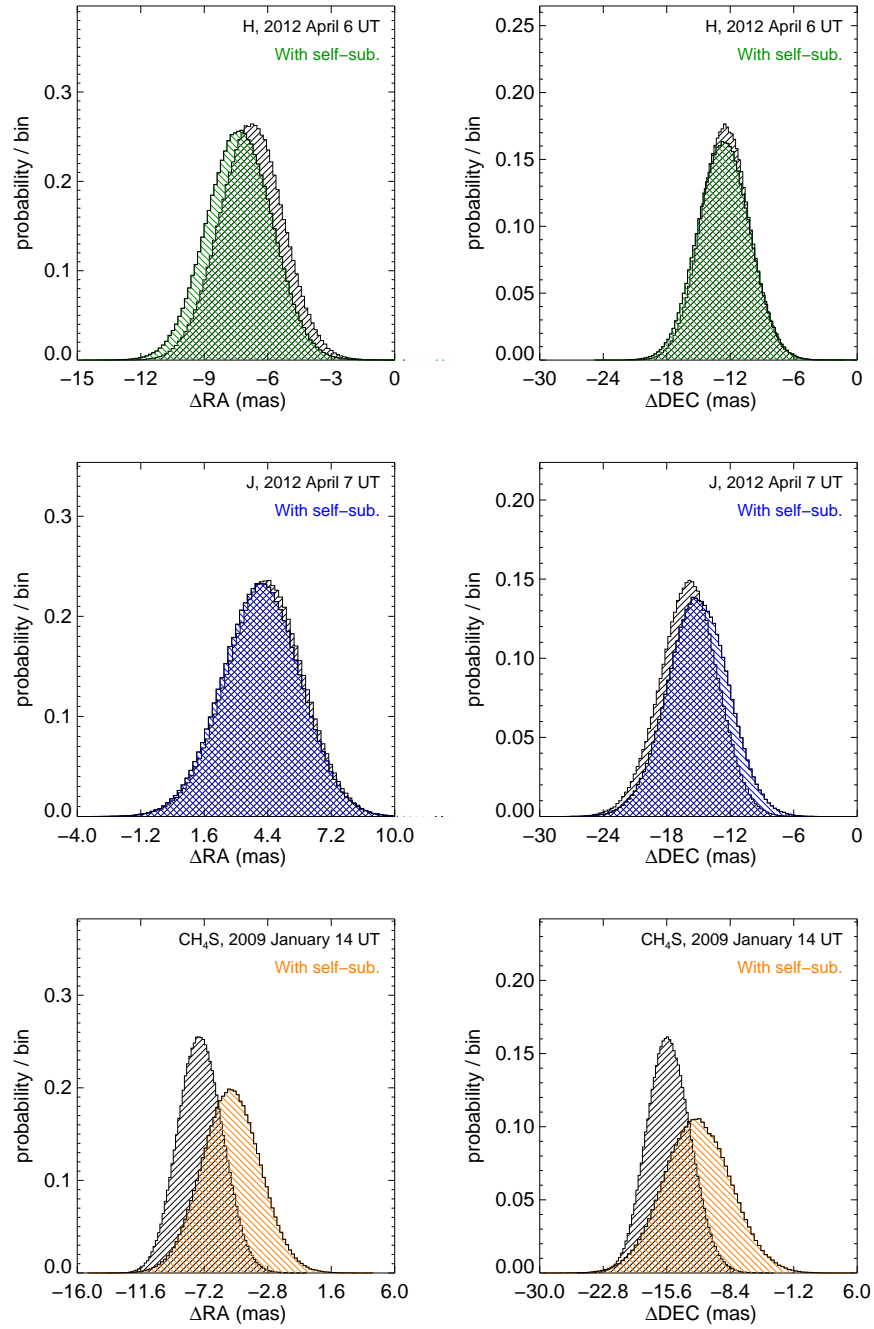 H, 2012 April 6 UT
With self−sub.
probability / bin
0.3
0.2
0.1
0.0
−15 −12 −9 −6 −3 0
ΔRA (mas)
H, 2012 April 6 UT
With self−sub.
probability / bin
0.25
0.20
0.15
0.10
0.05
0.00
−30 −24 −18 −12 −6 0
ΔDEC (mas)
J, 2012 April 7 UT
With self−sub.
probability / bin
0.3
0.2
0.1
0.0
−4.0 −1.2 1.6 4.4 7.2 10.0
ΔRA (mas)
J, 2012 April 7 UT
With self−sub.
probability / bin
0.20
0.15
0.10
0.05
0.00
−30 −24 −18 −12 −6 0
ΔDEC (mas)
CH₄S, 2009 January 14 UT
With self−sub.
probability / bin
0.3
0.2
0.1
0.0
−16.0 −11.6 −7.2 −2.8 1.6 6.0
ΔRA (mas)
CH₄S, 2009 January 14 UT
With self−sub.
probability / bin
0.20
0.15
0.10
0.05
0.00
−30.0 −22.8 −15.6 −8.4 −1.2 6.0
ΔDEC (mas)